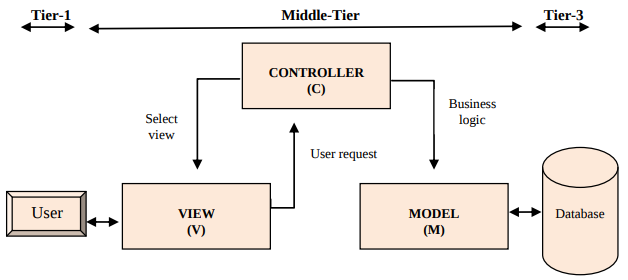 Tier-1
Middle-Tier
Tier-3
CONTROLLER
(C)
Select
view
Business
logic
User request
User
VIEW
(V)
MODEL
(M)
Database